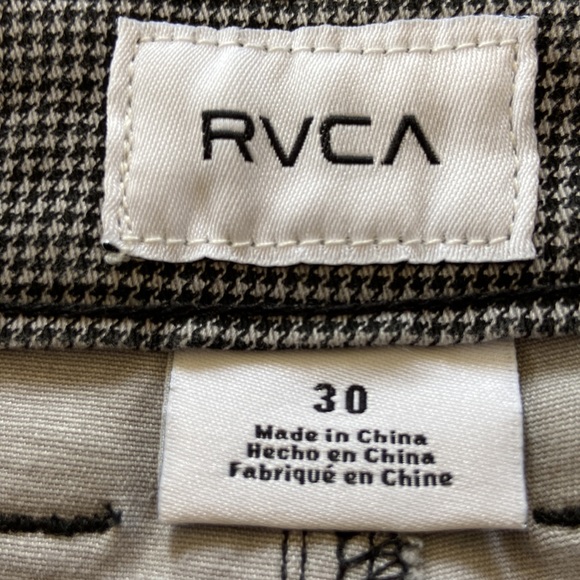 RVCA
30
Made in China
Hecho en China
Fabriqué en Chine